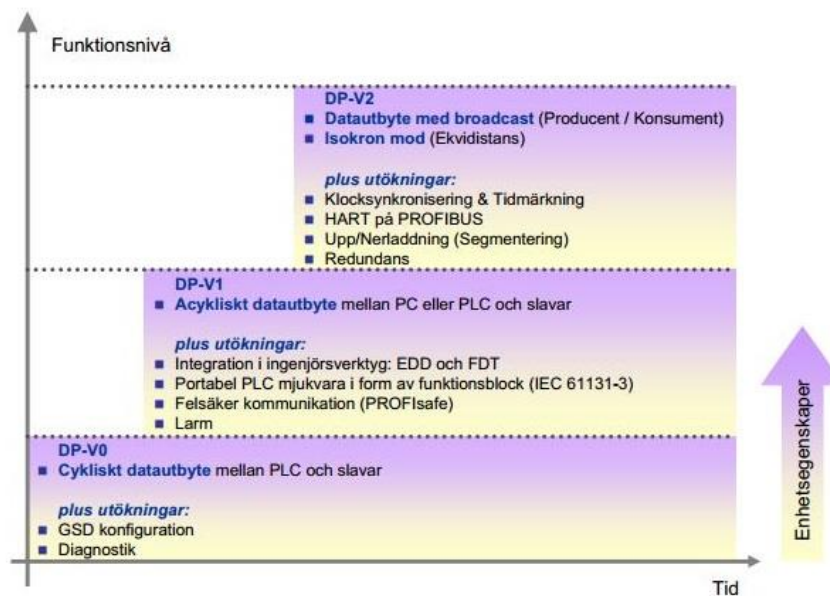 Funktionsnivå
DP-V2
Datautbyte med broadcast (Producent / Konsument)
Isokron mod (Ekvidistans)
plus utökningar:
Klocksynkronisering & Tidmärkning
HART på PROFIBUS
Upp/Nerladdning (Segmentering)
Redundans
DP-V1
Acykliskt datautbyte mellan PC eller PLC och slavar
plus utökningar:
Integration i ingenjörsverktyg: EDD och FDT
Portabel PLC mjukvara i form av funktionsblock (IEC 61131-3)
Felsäker kommunikation (PROFIsafe)
Larm
DP-V0
Cykliskt datautbyte mellan PLC och slavar
plus utökningar:
GSD konfiguration
Diagnostik
Enhetsegenskaper
Tid